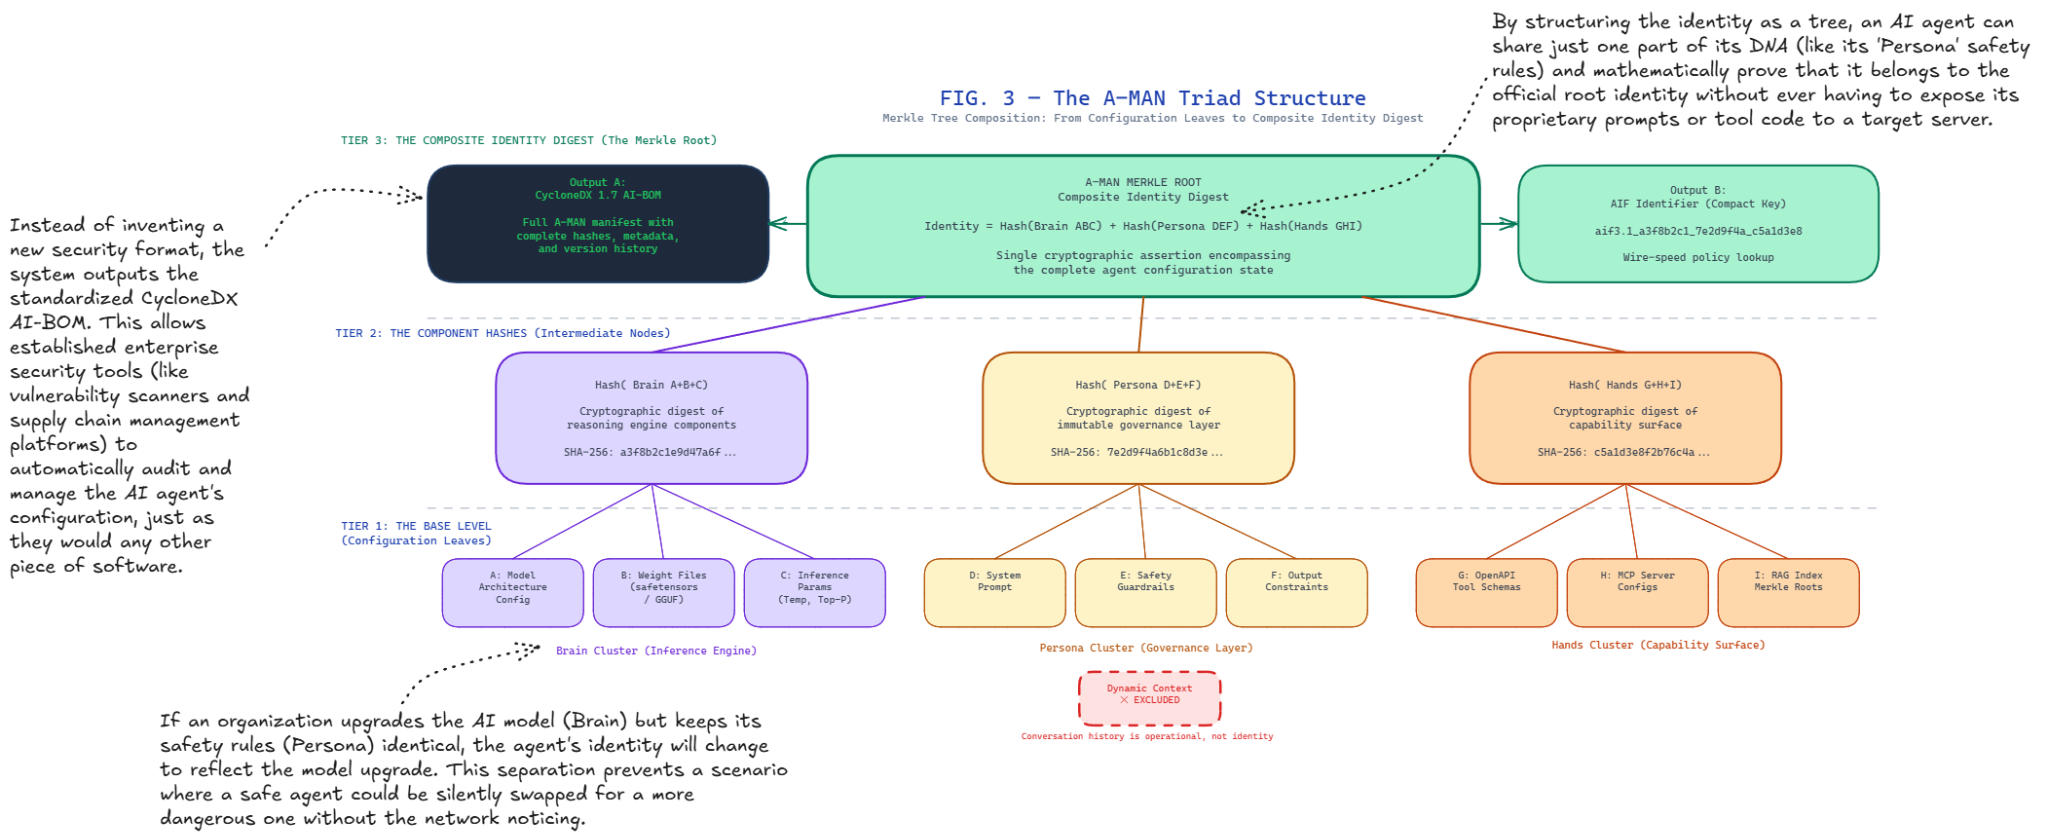 By structuring the identity as a tree, an AI agent can
share just one part of its DNA (like its 'Persona' safety
rules) and mathematically prove that it belongs to the
official root identity without ever having to expose its
proprietary prompts or tool code to a target server.
FIG. 3 — The A-MAN Triad Structure
Merkle Tree Composition: From Configuration Leaves to Composite Identity Digest
TIER 3: THE COMPOSITE IDENTITY DIGEST (The Merkle Root)
Output A:
CycloneDX 1.7 AI-BOM
Full A-MAN manifest with
complete hashes, metadata,
and version history
A-MAN MERKLE ROOT
Composite Identity Digest
Identity = Hash(Brain ABC) + Hash(Persona DEF) + Hash(Hands GHI)
Single cryptographic assertion encompassing
the complete agent configuration state
Output B:
AIF Identifier (Compact Key)
aif3.1_a3f8b2c1_7e2d9f4a_c5a1d3e8
Wire-speed policy lookup
Instead of inventing a
new security format, the
system outputs the
standardized CycloneDX
AI-BOM. This allows
established enterprise
security tools (like
vulnerability scanners and
supply chain management
platforms) to
automatically audit and
manage the AI agent's
configuration, just as
they would any other
piece of software.
TIER 2: THE COMPONENT HASHES (Intermediate Nodes)
Hash( Brain A+B+C)
Cryptographic digest of
reasoning engine components
SHA-256: a3f8b2c1e9d47a6f...
Hash( Persona D+E+F)
Cryptographic digest of
immutable governance layer
SHA-256: 7e2d9f4a6b1c8d3e...
Hash( Hands G+H+I)
Cryptographic digest of
capability surface
SHA-256: c5a1d3e8f2b76c4a...
TIER 1: THE BASE LEVEL
(Configuration Leaves)
A: Model
Architecture
Config
B: Weight Files
(safetensors
/ GGUF)
C: Inference
Params
(Temp, Top-P)
D: System
Prompt
E: Safety
Guardrails
F: Output
Constraints
G: OpenAPI
Tool Schemas
H: MCP Server
Configs
I: RAG Index
Merkle Roots
Brain Cluster (Inference Engine)
Persona Cluster (Governance Layer)
Hands Cluster (Capability Surface)
Dynamic Context
✕ EXCLUDED
Conversation history is operational, not identity
If an organization upgrades the AI model (Brain) but keeps its
safety rules (Persona) identical, the agent's identity will change
to reflect the model upgrade. This separation prevents a scenario
where a safe agent could be silently swapped for a more
dangerous one without the network noticing.